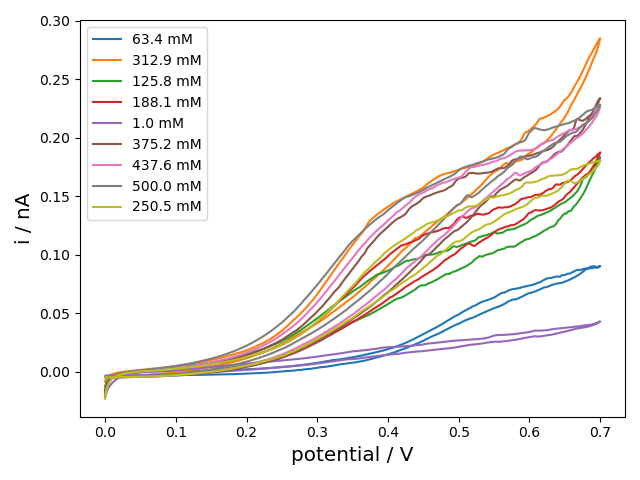 0.30
0.25
0.20
0.15
0.10
0.05
0.00
i / nA
63.4 mM
312.9 mM
125.8 mM
188.1 mM
1.0 mM
375.2 mM
437.6 mM
500.0 mM
250.5 mM
0.0 0.1 0.2 0.3 0.4 0.5 0.6 0.7
potential / V